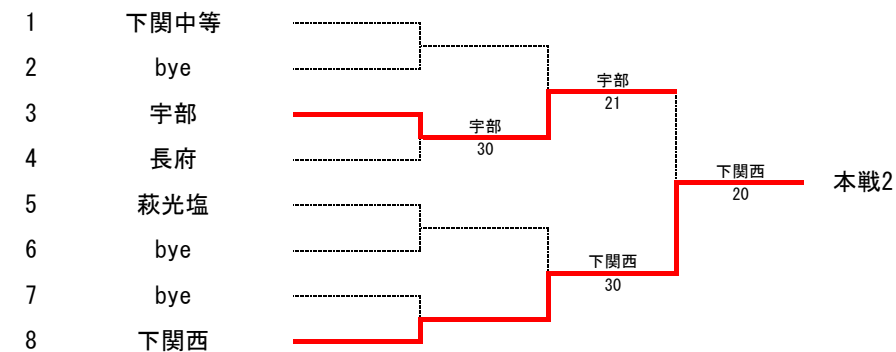 1 下関中等
2 bye
3 宇部
4 長府
5 萩光塩
6 bye
7 bye
8 下関西
宇部
30
宇部
21
下関西
30
下関西
20
本戦2